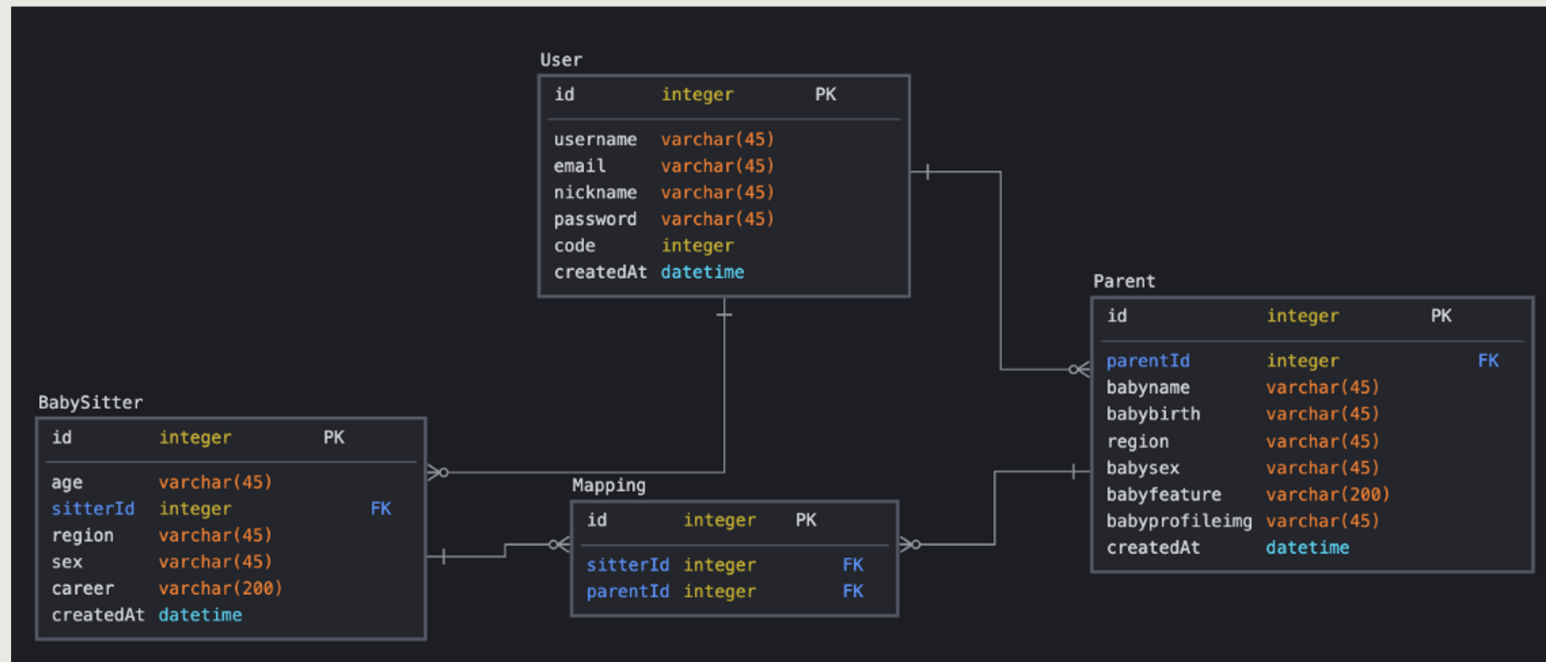 User
id integer PK
username varchar(45)
email varchar(45)
nickname varchar(45)
password varchar(45)
code integer
createdAt datetime
Parent
id integer PK
parentId integer FK
babyname varchar(45)
babybirth varchar(45)
region varchar(45)
babysex varchar(45)
babyfeature varchar(200)
babyprofileimg varchar(45)
createdAt datetime
BabySitter
id integer PK
age varchar(45)
sitterId integer FK
region varchar(45)
sex varchar(45)
career varchar(200)
createdAt datetime
Mapping
id integer PK
sitterId integer FK
parentId integer FK